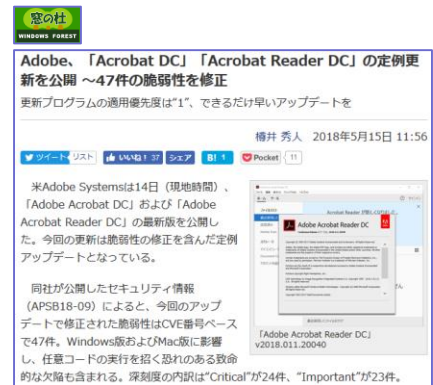 窓の杜
WINDOWS FOREST
Adobe、「Acrobat DC」「Acrobat Reader DC」の定例更
新を公開 ～47件の脆弱性を修正
更新プログラムの適用優先度は“1”、できるだけ早いアップデートを
樽井 秀人 2018年5月15日 11:56
ツイート リスト いいね! 37 シェア B! 1 Pocket 11
米Adobe Systemsは14日（現地時間）、
「Adobe Acrobat DC」および「Adobe
Acrobat Reader DC」の最新版を公開し
た。今回の更新は脆弱性の修正を含んだ定例
アップデートとなっている。
Adobe Acrobat Reader DC
「Adobe Acrobat Reader DC」
v2018.011.20040
同社が公開したセキュリティ情報
（APSB18-09）によると、今回のアップ
デートで修正された脆弱性はCVE番号ベース
で47件。Windows版およびMac版に影響
し、任意コードの実行を招く恐れのある致命
的な欠陥も含まれる。深刻度の内訳は“Critical”が24件、“Important”が23件。